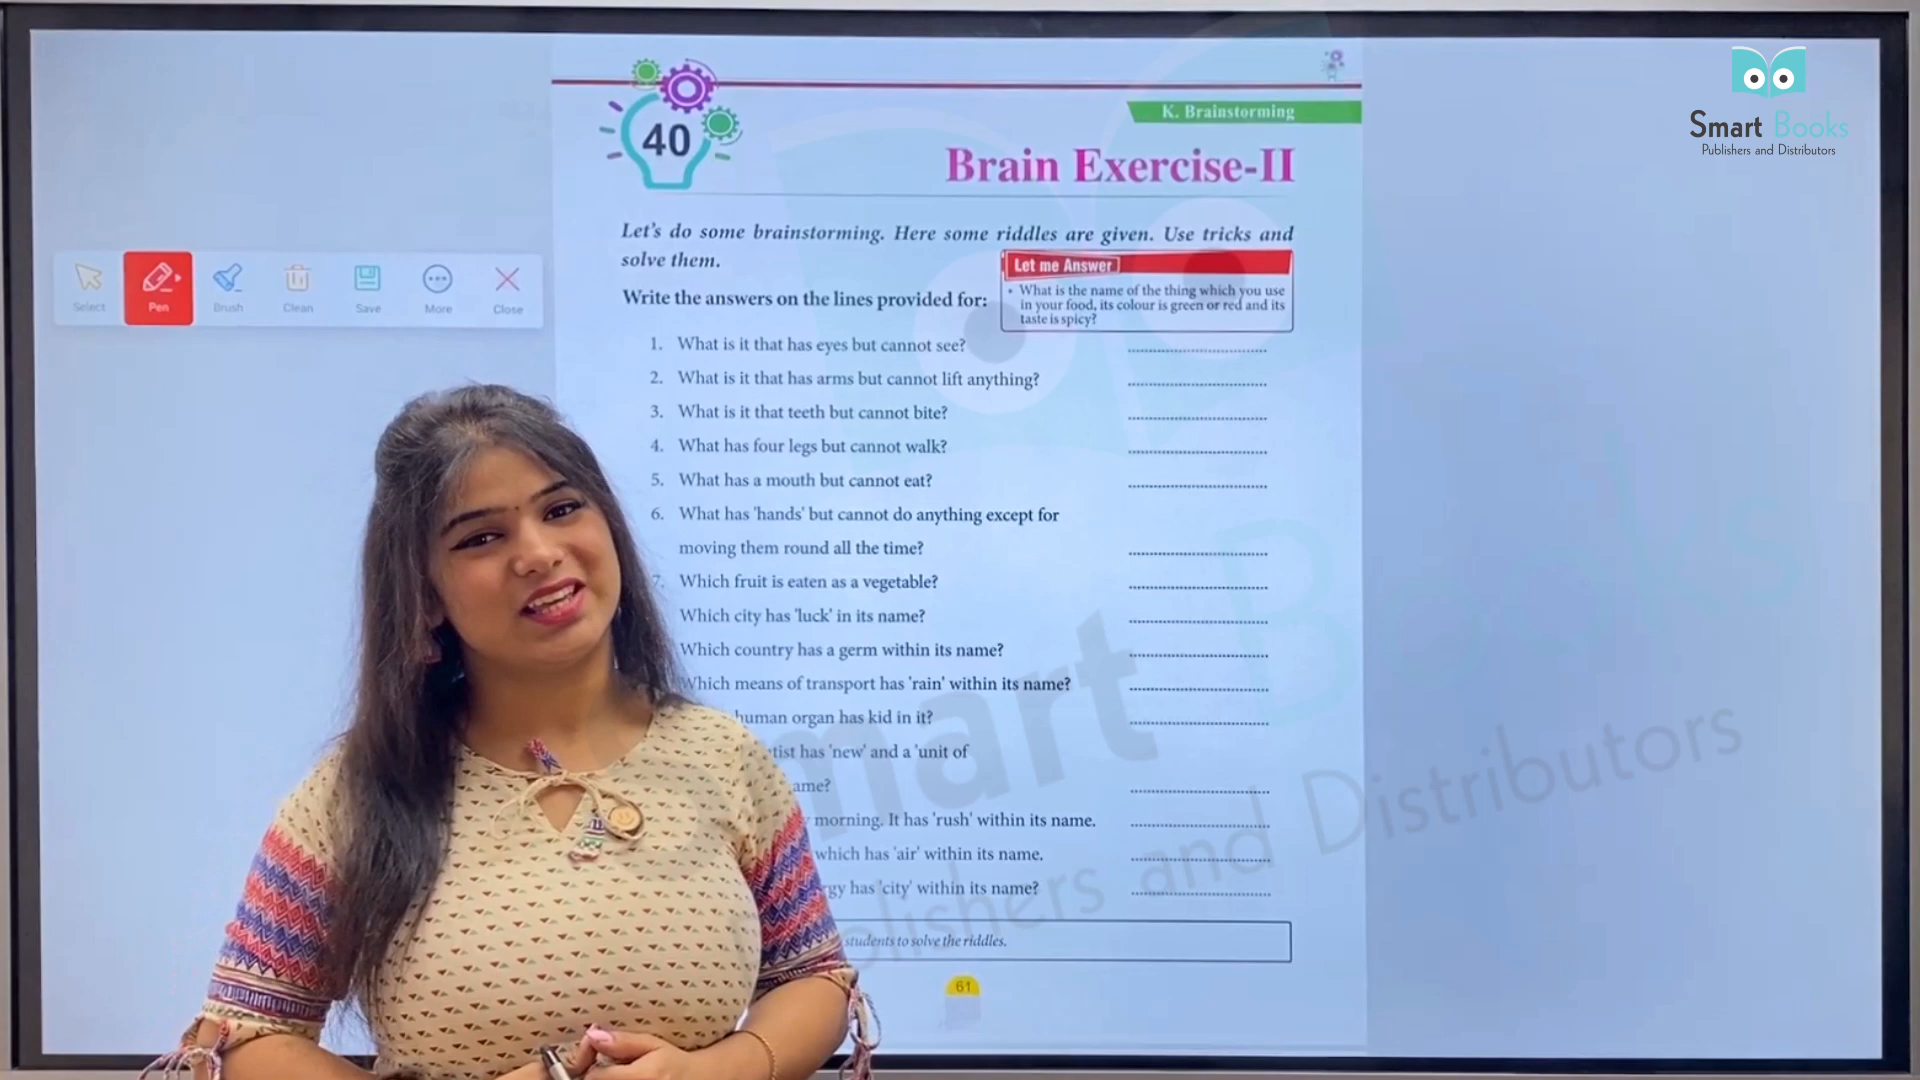 Smart Books
Publishers and Distributors
40
K. Brainstorming
Brain Exercise-II
Let's do some brainstorming. Here some riddles are given. Use tricks and
solve them.
Let me Answer
• What is the name of the thing which you use
in your food, its colour is green or red and its
taste is spicy?
Write the answers on the lines provided for:
Select
Pen
Brush
Clean
Save
More
Close
1. What is it that has eyes but cannot see?
2. What is it that has arms but cannot lift anything?
3. What is it that teeth but cannot bite?
4. What has four legs but cannot walk?
5. What has a mouth but cannot eat?
6. What has 'hands' but cannot do anything except for
moving them round all the time?
7. Which fruit is eaten as a vegetable?
Which city has 'luck' in its name?
Which country has a germ within its name?
Which means of transport has 'rain' within its name?
human organ has kid in it?
has 'new' and a 'unit of
morning. It has 'rush' within its name.
which has 'air' within its name.
has 'city' within its name?
students to solve the riddles.
61
Smart Books
Publishers and Distributors